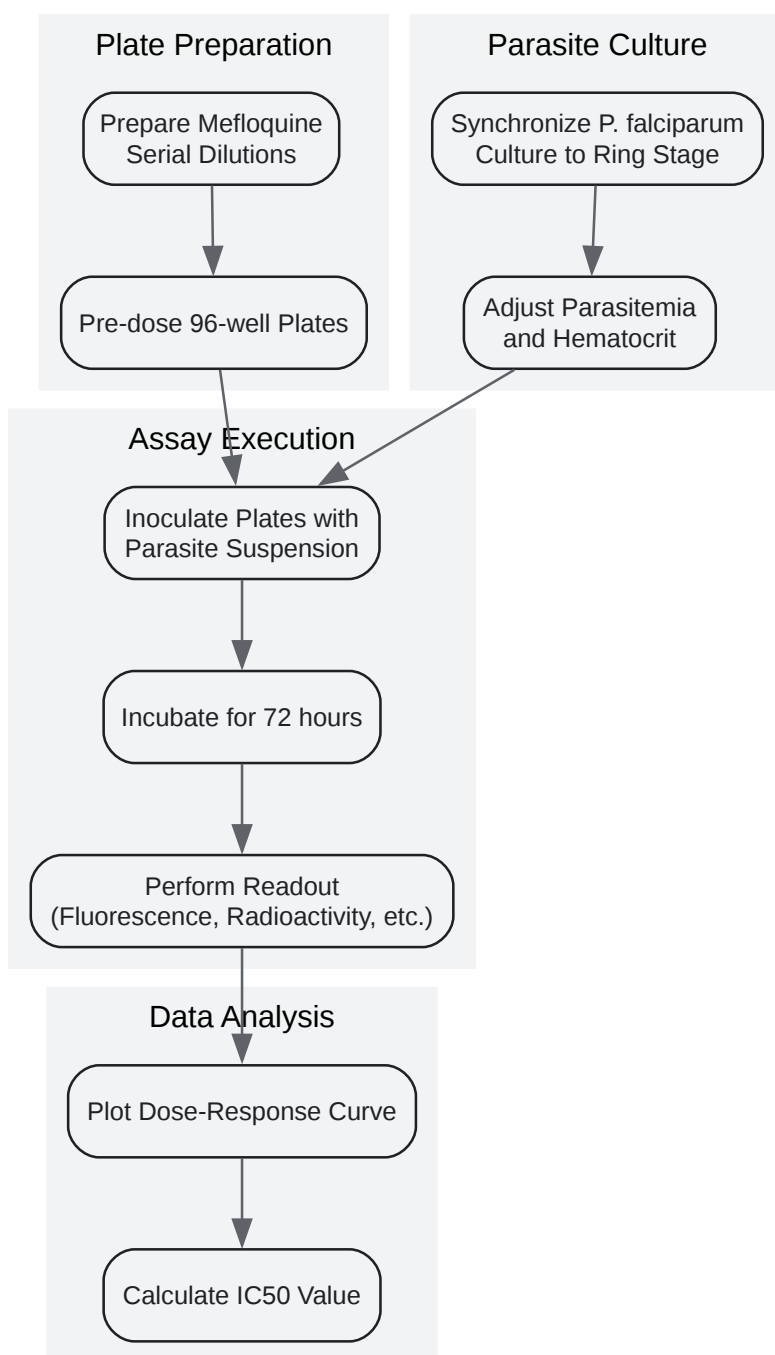 Plate Preparation
Prepare Mefloquine
Serial Dilutions
Pre-dose 96-well Plates
Parasite Culture
Synchronize P. falciparum
Culture to Ring Stage
Adjust Parasitemia
and Hematocrit
Assay Execution
Inoculate Plates with
Parasite Suspension
Incubate for 72 hours
Perform Readout
(Fluorescence, Radioactivity, etc.)
Data Analysis
Plot Dose-Response Curve
Calculate IC50 Value